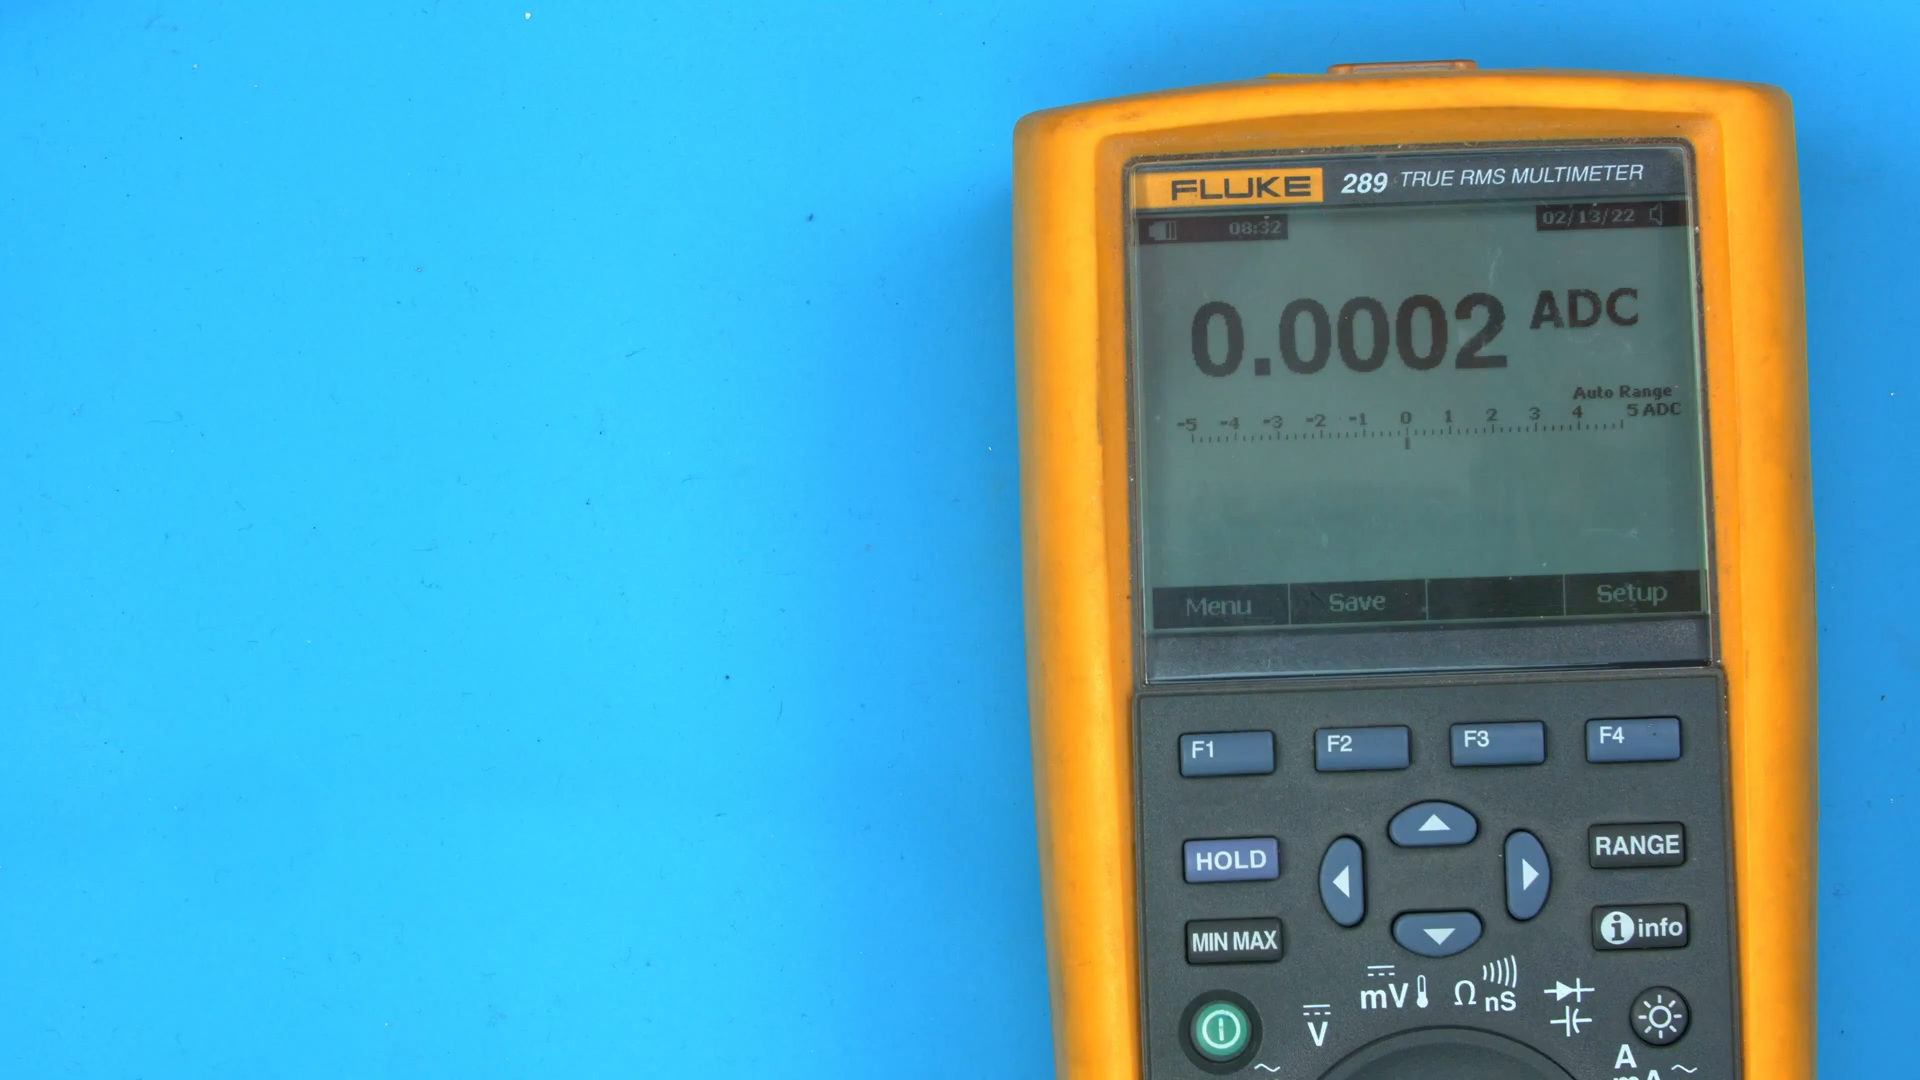 FLUKE 289 TRUE RMS MULTIMETER
08:32 02/13/22
0.0002 ADC
Auto Range
-5 -4 -3 -2 -1 0 1 2 3 4 5 ADC
Menu Save Setup
F1 F2 F3 F4
HOLD RANGE
MIN MAX info
V mV Ω nS
A